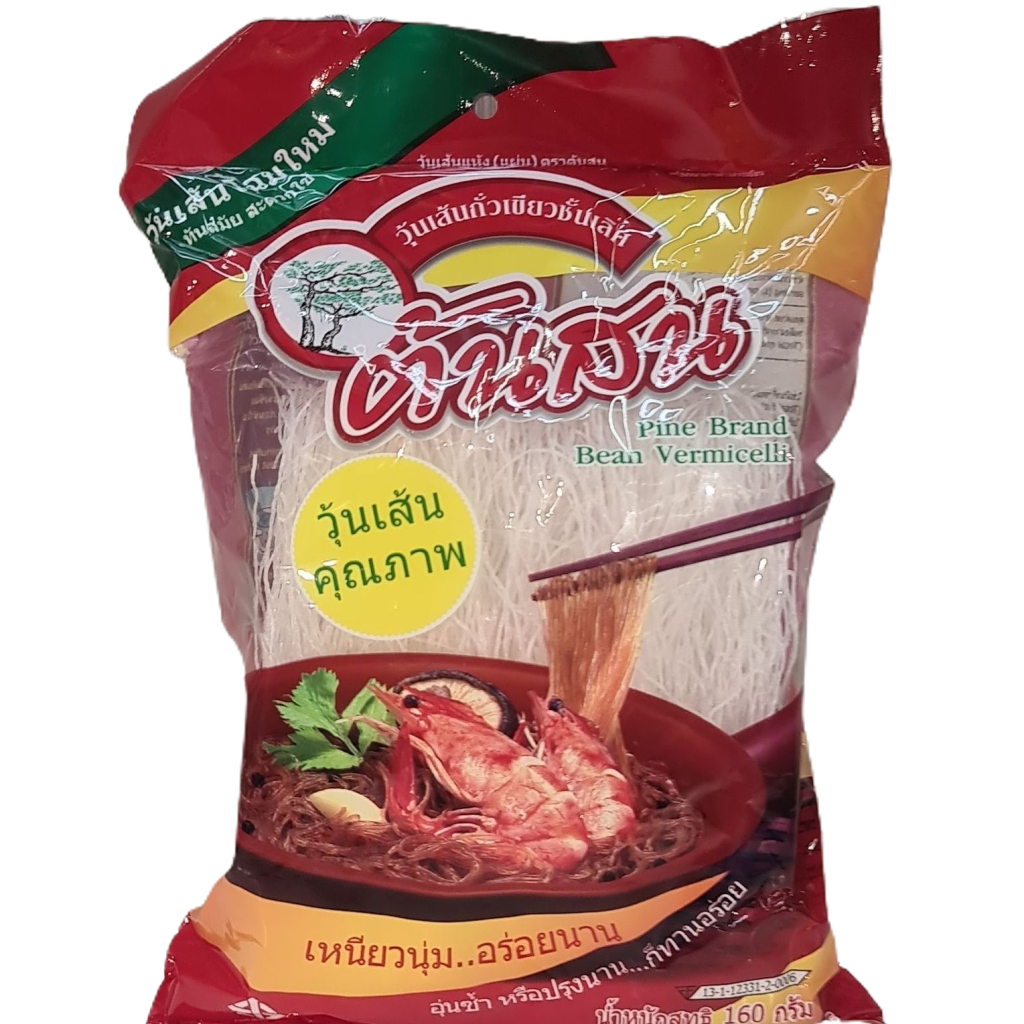 วุ้นเส้นโฉมใหม่
ทันสมัย สะดวกใช้
วุ้นเส้นแห้ง (แผ่น) ตราต้นสน
วุ้นเส้นถั่วเขียวชั้นเลิศ
ต้นสน
Pine Brand
Bean Vermicelli
วุ้นเส้น
คุณภาพ
เหนียวนุ่ม..อร่อยนาน
อุ่นซ้ำ หรือปรุงนาน...ก็ทานอร่อย
13-1-12331-2-0006
น้ำหนักสุทธิ 160 กรัม